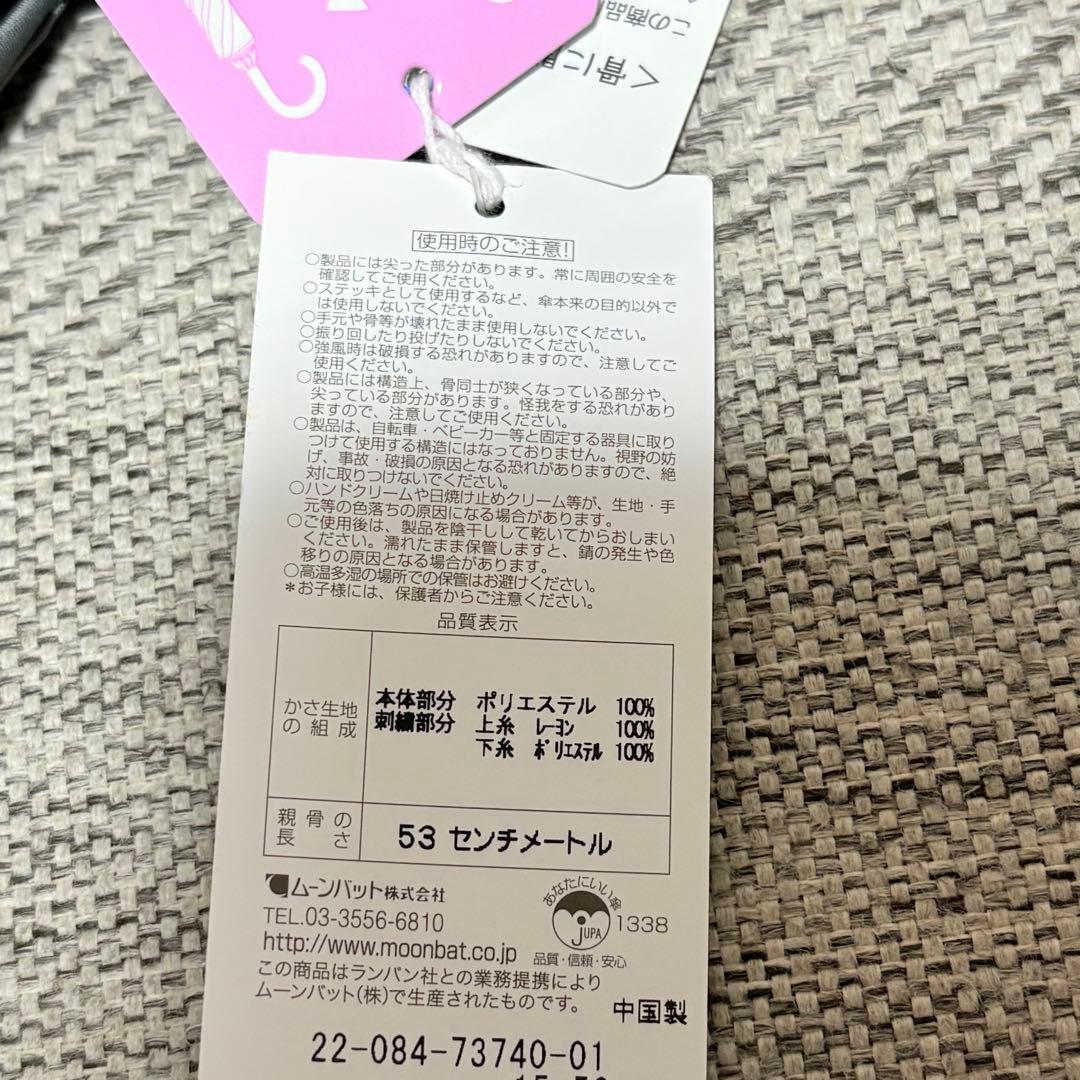 この商品
＜骨に
使用時のご注意!
○製品には尖った部分があります。常に周囲の安全を
確認してご使用ください。
○ステッキとして使用するなど、傘本来の目的以外で
は使用しないでください。
○手元や骨等が壊れたまま使用しないでください。
○振り回したり投げたりしないでください。
○強風時は破損する恐れがありますので、注意してご
使用ください。
○製品には構造上、骨同士が狭くなっている部分や、
尖っている部分があります。怪我をする恐れがあり
ますので、注意してご使用ください。
○製品は、自転車・ベビーカー等と固定する器具に取り
つけて使用する構造にはなっておりません。視野の妨
げ、事故・破損の原因となる恐れがありますので、絶
対に取りつけないでください。
○ハンドクリームや日焼け止めクリーム等が、生地・手
元等の色落ちの原因になる場合があります。
○ご使用後は、製品を陰干しして乾いてからおしまい
ください。濡れたまま保管しますと、錆の発生や色
移りの原因となる場合があります。
○高温多湿の場所での保管はお避けください。
＊お子様には、保護者からご注意ください。
品質表示
かさ生地
の組成
本体部分 ポリエステル 100%
刺繍部分 上糸 レーヨン 100%
下糸 ポリエステル 100%
親骨の
長さ
53 センチメートル
ムーンバット株式会社
TEL.03-3556-6810
http://www.moonbat.co.jp
あなたにいい傘
JUPA
1338
品質・信頼・安心
この商品はランバン社との業務提携により
ムーンバット(株)で生産されたものです。
中国製
22-084-73740-01